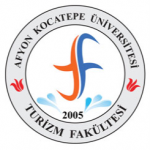 AFYON KOCATEPE ÜNİVERSİTESİ
2005
TURİZM FAKÜLTESİ